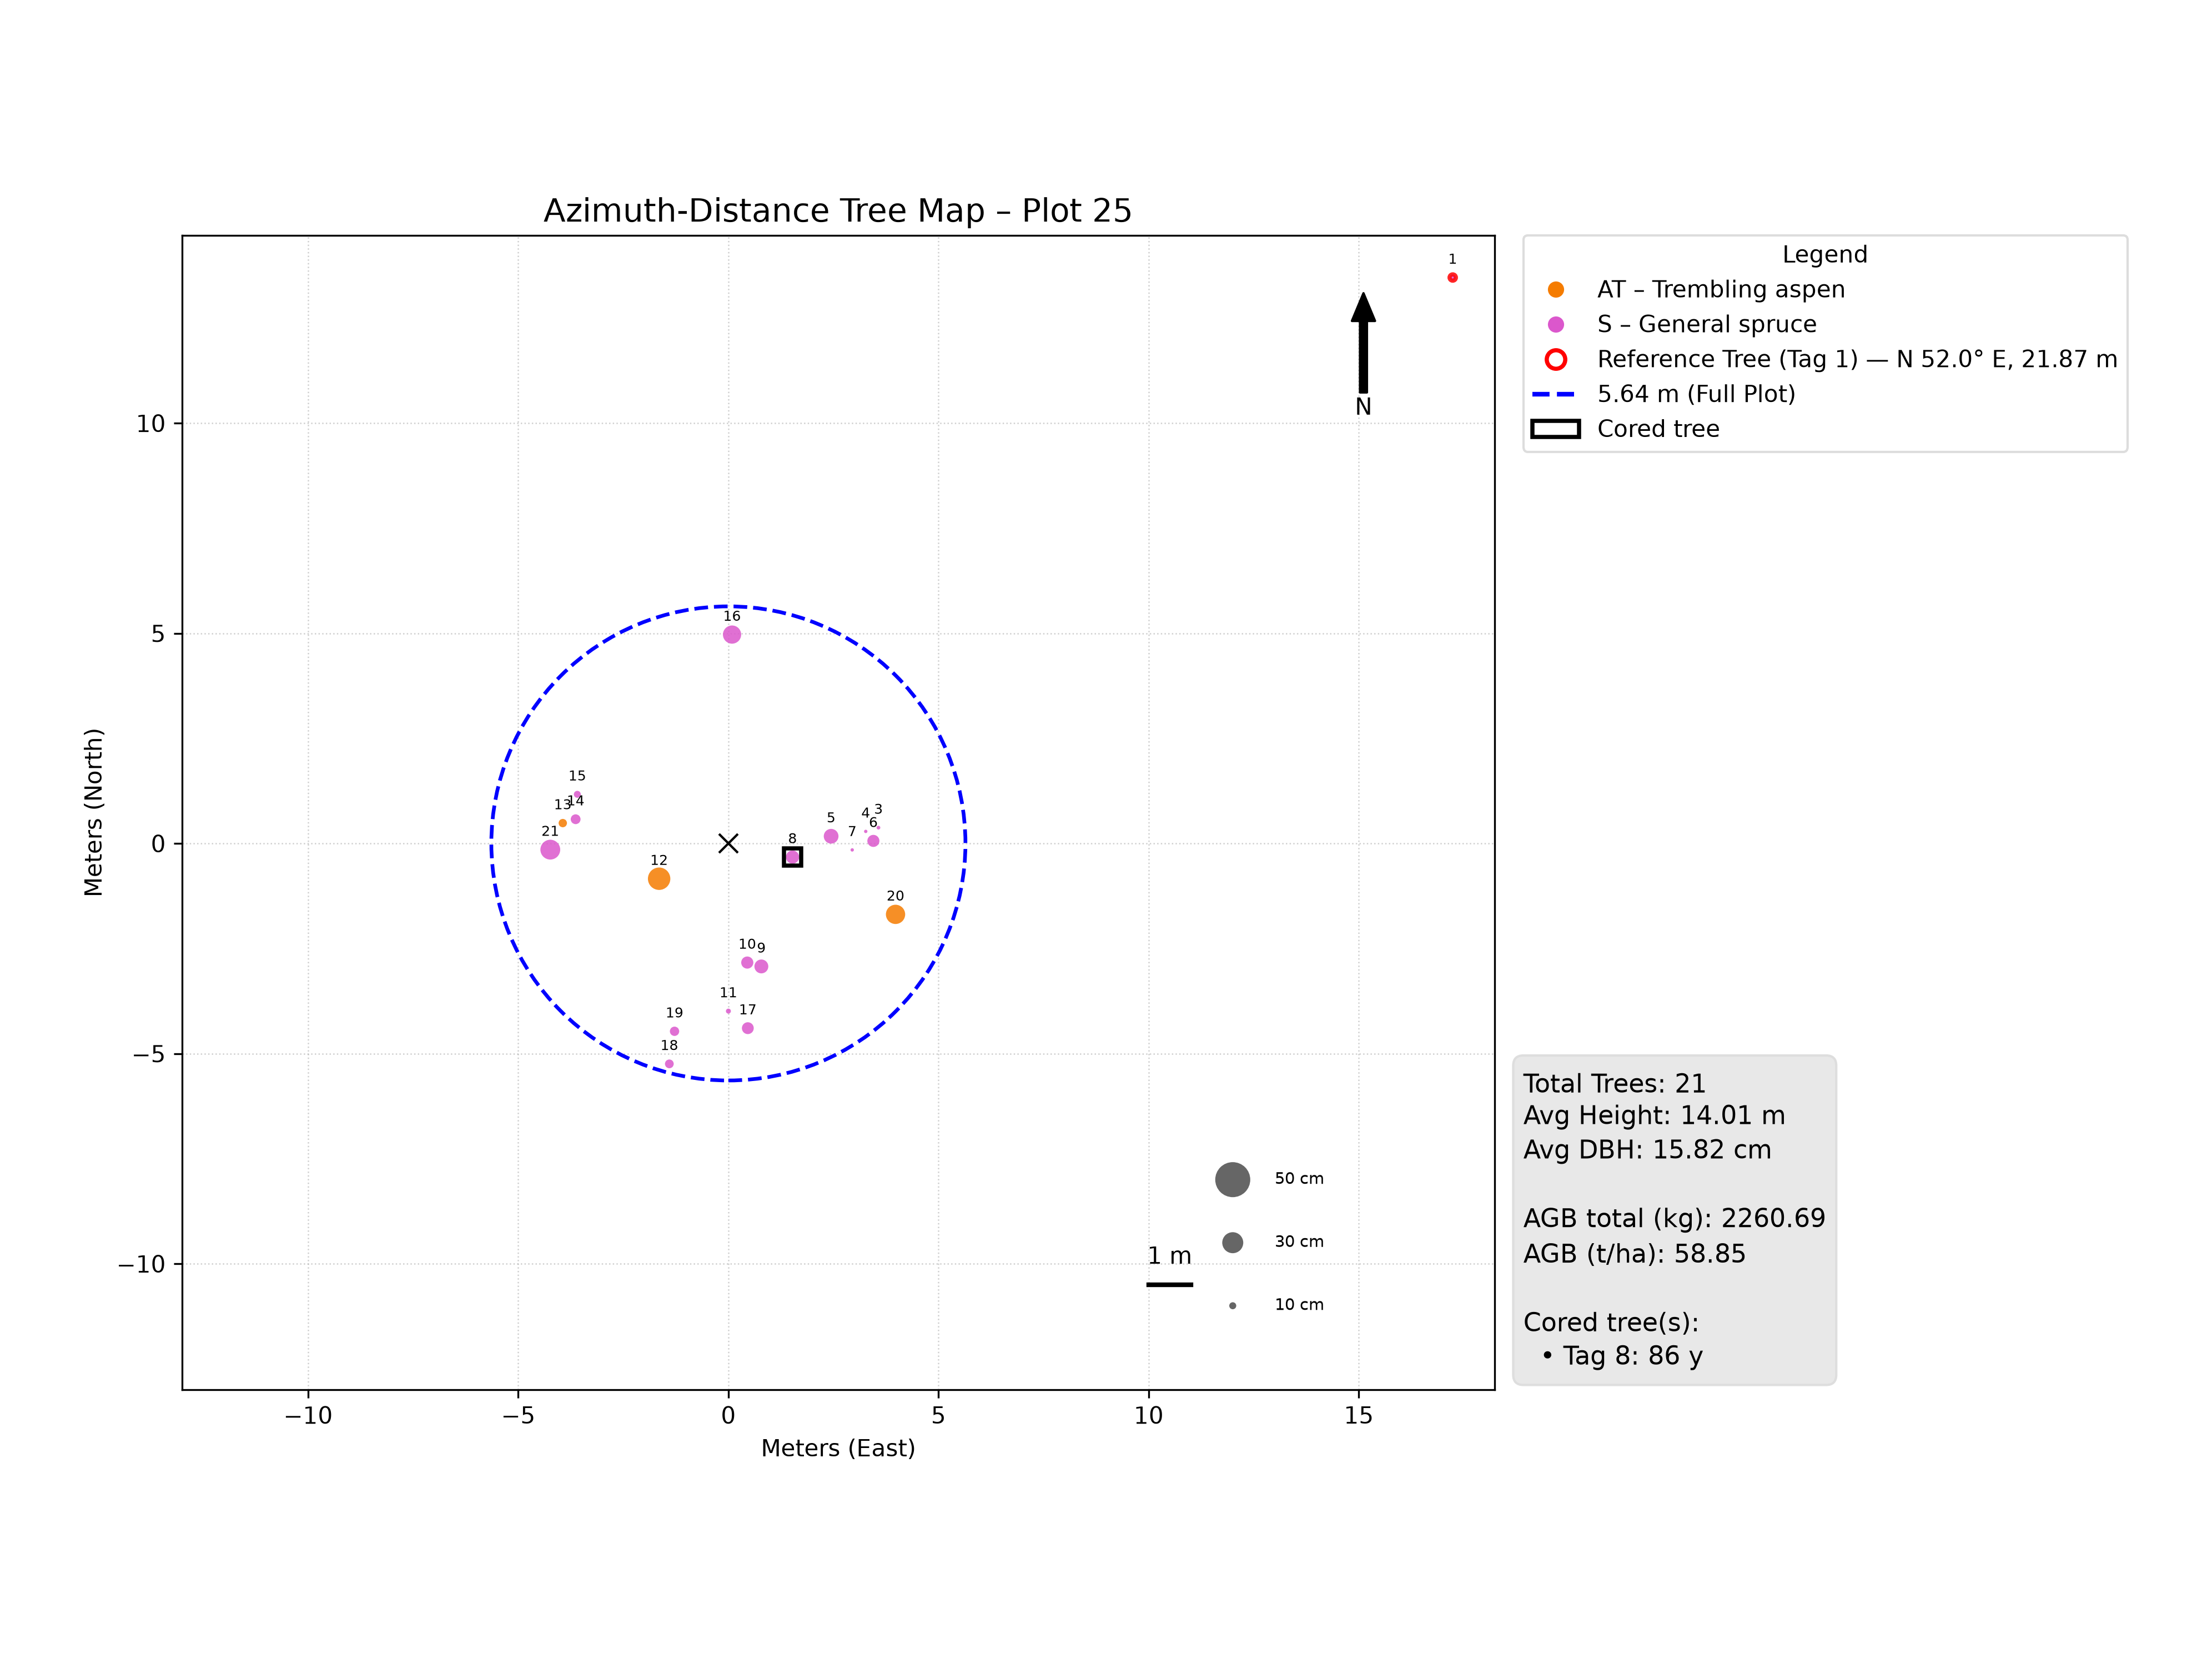 Azimuth-Distance Tree Map – Plot 25
1
N
16
15
13
14
21
12
8
5
4
3
6
7
20
10
9
11
17
19
18
50 cm
30 cm
10 cm
1 m
10
5
0
−5
−10
Meters (North)
−10
−5
0
5
10
15
Meters (East)
Legend
AT – Trembling aspen
S – General spruce
Reference Tree (Tag 1) — N 52.0° E, 21.87 m
5.64 m (Full Plot)
Cored tree
Total Trees: 21
Avg Height: 14.01 m
Avg DBH: 15.82 cm
AGB total (kg): 2260.69
AGB (t/ha): 58.85
Cored tree(s):
• Tag 8: 86 y